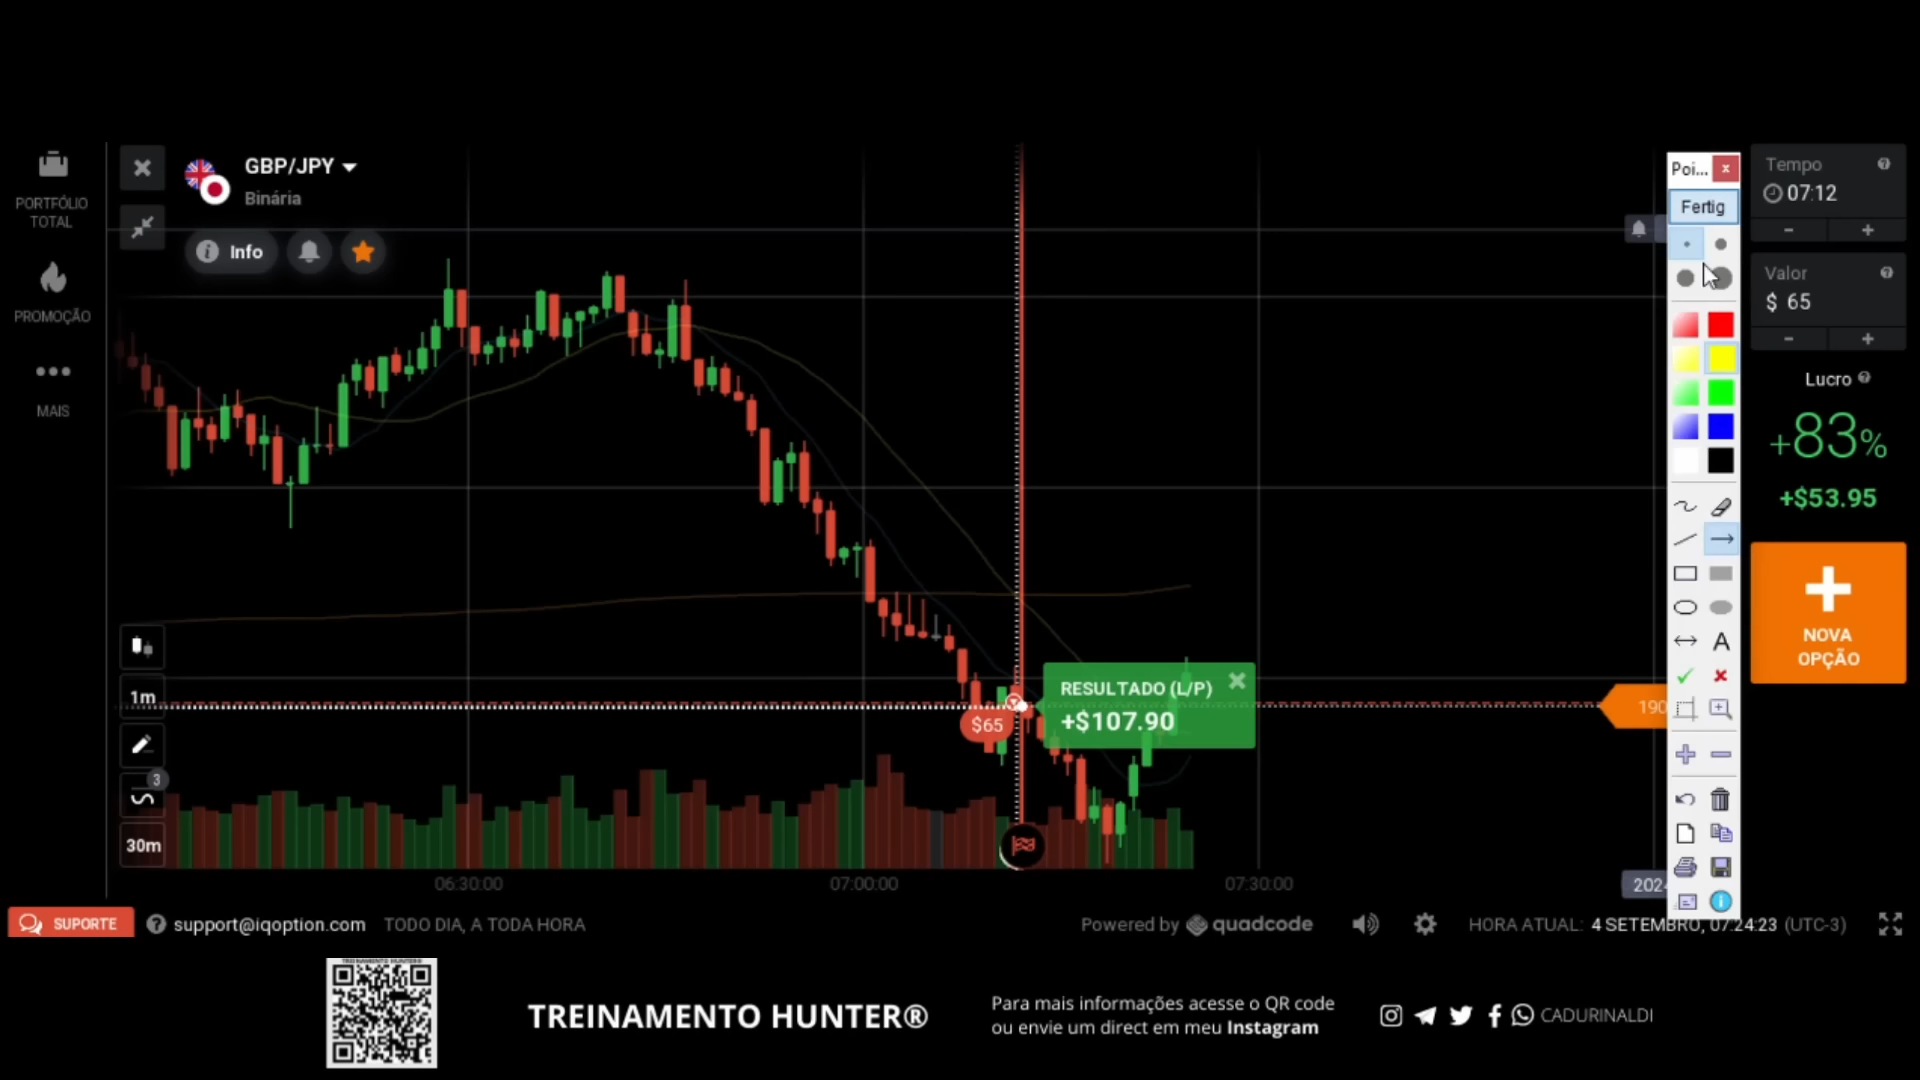 PORTFÓLIO
TOTAL
PROMOÇÃO
MAIS
GBP/JPY
Binária
Info
1m
3
30m
$65
RESULTADO (L/P)
+$107.90
190
06:30:00
07:00:00
07:30:00
202
Poi...
Fertig
A
Tempo
07:12
Valor
$ 65
Lucro
+83%
+$53.95
NOVA
OPÇÃO
SUPORTE
support@iqoption.com
TODO DIA, A TODA HORA
Powered by quadcode
HORA ATUAL: 4 SETEMBRO, 07:24:23 (UTC-3)
TREINAMENTO HUNTER®
Para mais informações acesse o QR code
ou envie um direct em meu Instagram
CADURINALDI